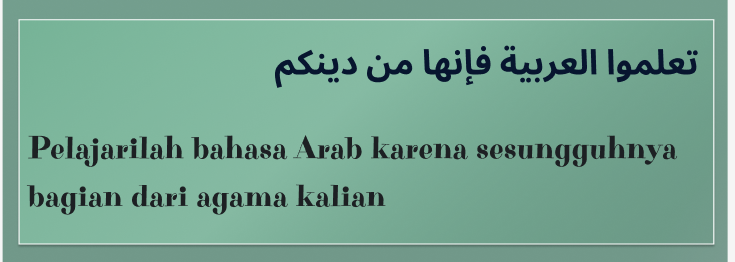 تعلموا العربية فإنها من دينكم
Pelajarilah bahasa Arab karena sesungguhnya
bagian dari agama kalian